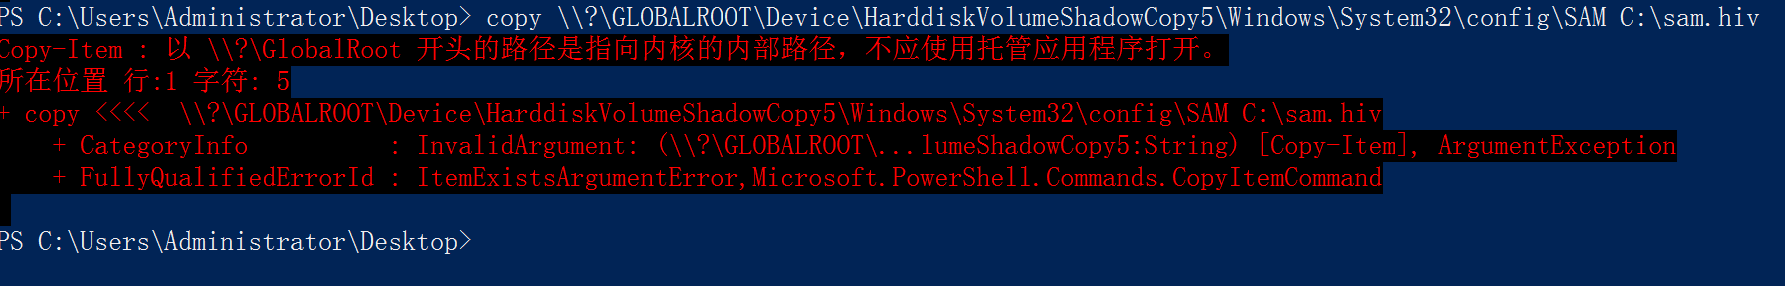 PS C:\Users\Administrator\Desktop> copy \\?\GLOBALROOT\Device\HarddiskVolumeShadowCopy5\Windows\System32\config\SAM C:\sam.hiv
Copy-Item : 以 \\?\GlobalRoot 开头的路径是指向内核的内部路径，不应使用托管应用程序打开。
所在位置 行:1 字符: 5
+ copy <<<<  \\?\GLOBALROOT\Device\HarddiskVolumeShadowCopy5\Windows\System32\config\SAM C:\sam.hiv
    + CategoryInfo          : InvalidArgument: (\\?\GLOBALROOT\...lumeShadowCopy5:String) [Copy-Item], ArgumentException
    + FullyQualifiedErrorId : ItemExistsArgumentError,Microsoft.PowerShell.Commands.CopyItemCommand
PS C:\Users\Administrator\Desktop>